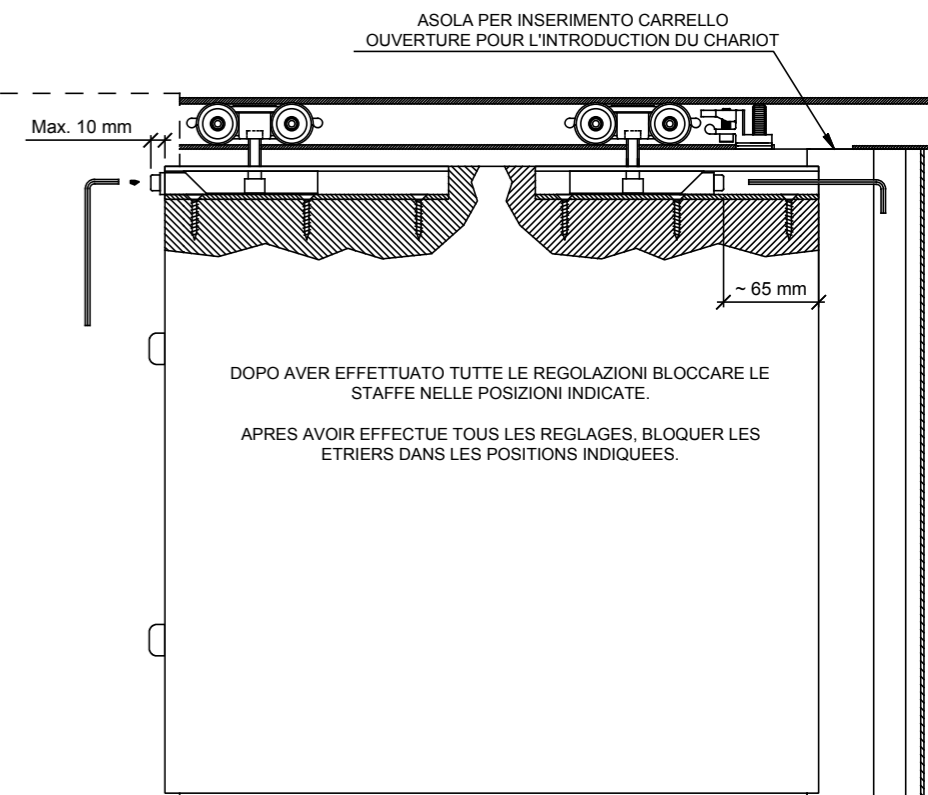 ASOLA PER INSERIMENTO CARRELLO
OUVERTURE POUR L'INTRODUCTION DU CHARIOT
Max. 10 mm
~ 65 mm
DOPO AVER EFFETTUATO TUTTE LE REGOLAZIONI BLOCCARE LE
STAFFE NELLE POSIZIONI INDICATE.
APRES AVOIR EFFECTUE TOUS LES REGLAGES, BLOQUER LES
ETRIERS DANS LES POSITIONS INDIQUEES.